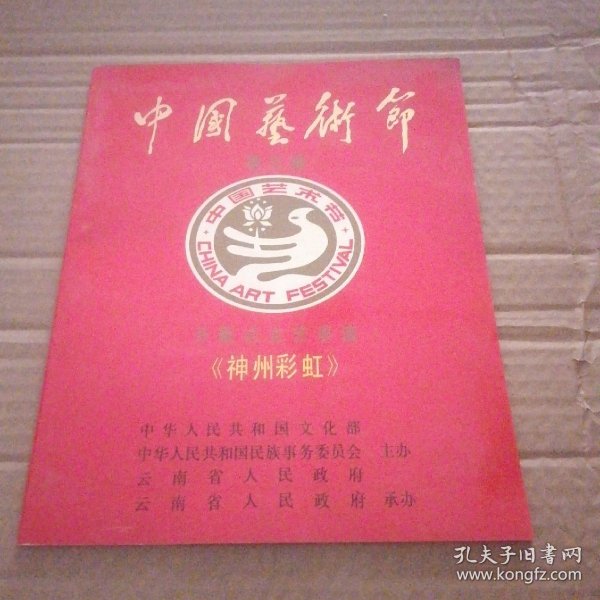 中国藝術節
中国艺术节
CHINA ART FESTIVAL
《神州彩虹》
中华人民共和国文化部
中华人民共和国民族事务委员会 主办
云南省人民政府
云南省人民政府 承办
孔夫子旧书网
www.kongfz.com